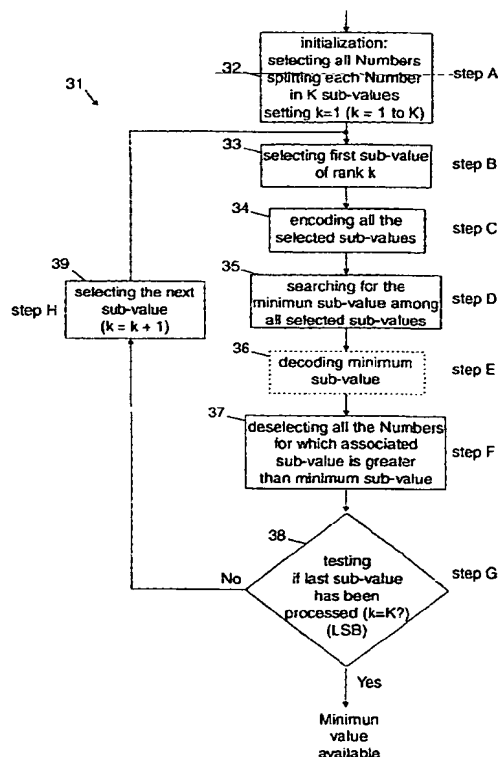 initialization:
selecting all Numbers
32
splitting each Number
in K sub-values
setting k=1 (k = 1 to K)
step A
31
33
selecting first sub-value
of rank k
step B
34
encoding all the
selected sub-values
step C
39
selecting the next
sub-value
(k = k + 1)
step H
35
searching for the
minimun sub-value among
all selected sub-values
step D
36
decoding minimum
sub-value
step E
37
deselecting all the Numbers
for which associated
sub-value is greater
than minimum sub-value
step F
38
testing
if last sub-value
has been
processed (k=K?)
(LSB)
step G
No
Yes
Minimun
value
available